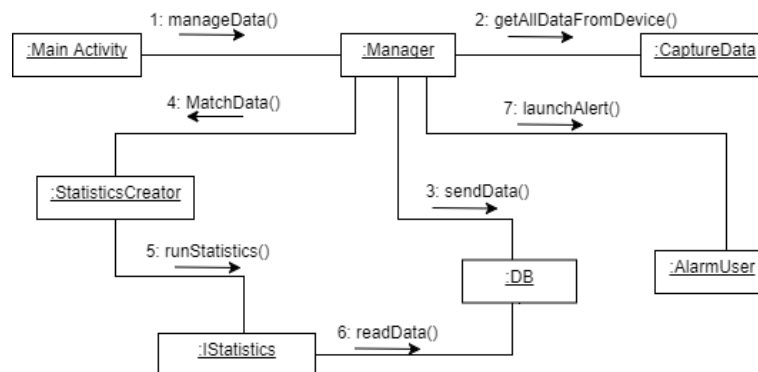 1: manageData()
2: getAllDataFromDevice()
:Main Activity
:Manager
:CaptureData
4: MatchData()
7: launchAlert()
:StatisticsCreator
3: sendData()
5: runStatistics()
:DB
:AlarmUser
6: readData()
:IStatistics